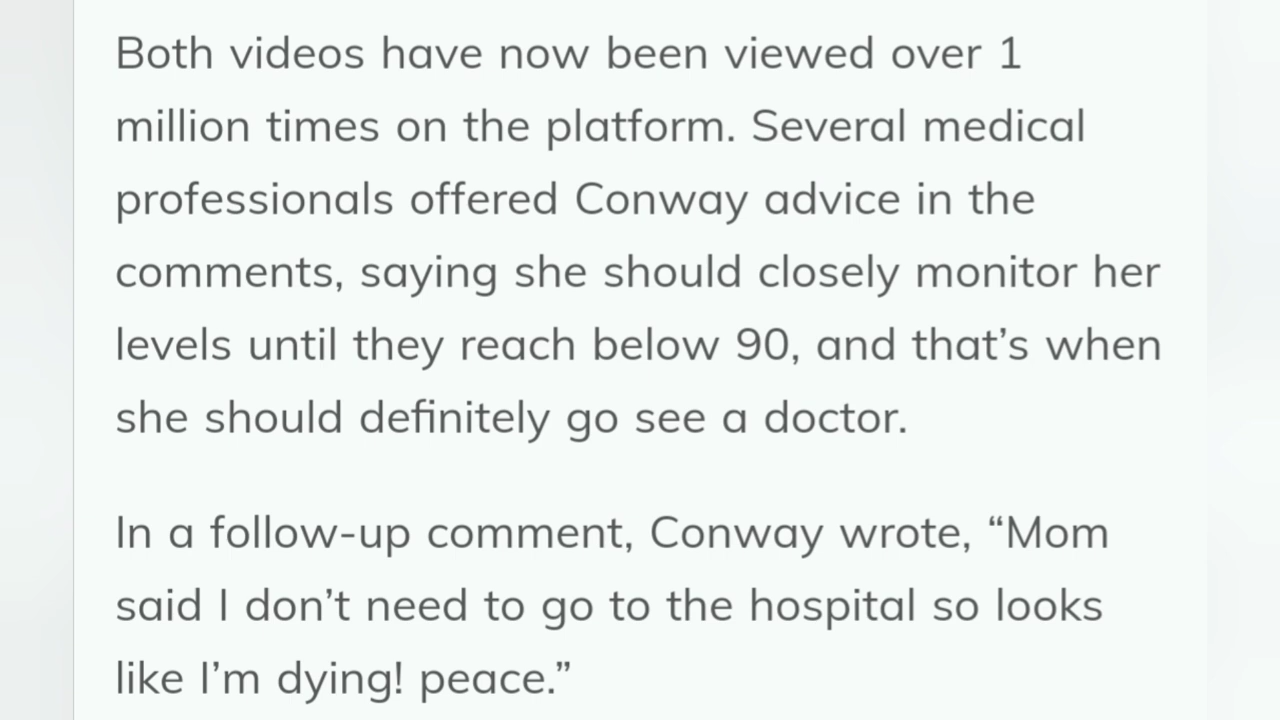 Both videos have now been viewed over 1
million times on the platform. Several medical
professionals offered Conway advice in the
comments, saying she should closely monitor her
levels until they reach below 90, and that’s when
she should definitely go see a doctor.
In a follow-up comment, Conway wrote, “Mom
said I don’t need to go to the hospital so looks
like I’m dying! peace.”